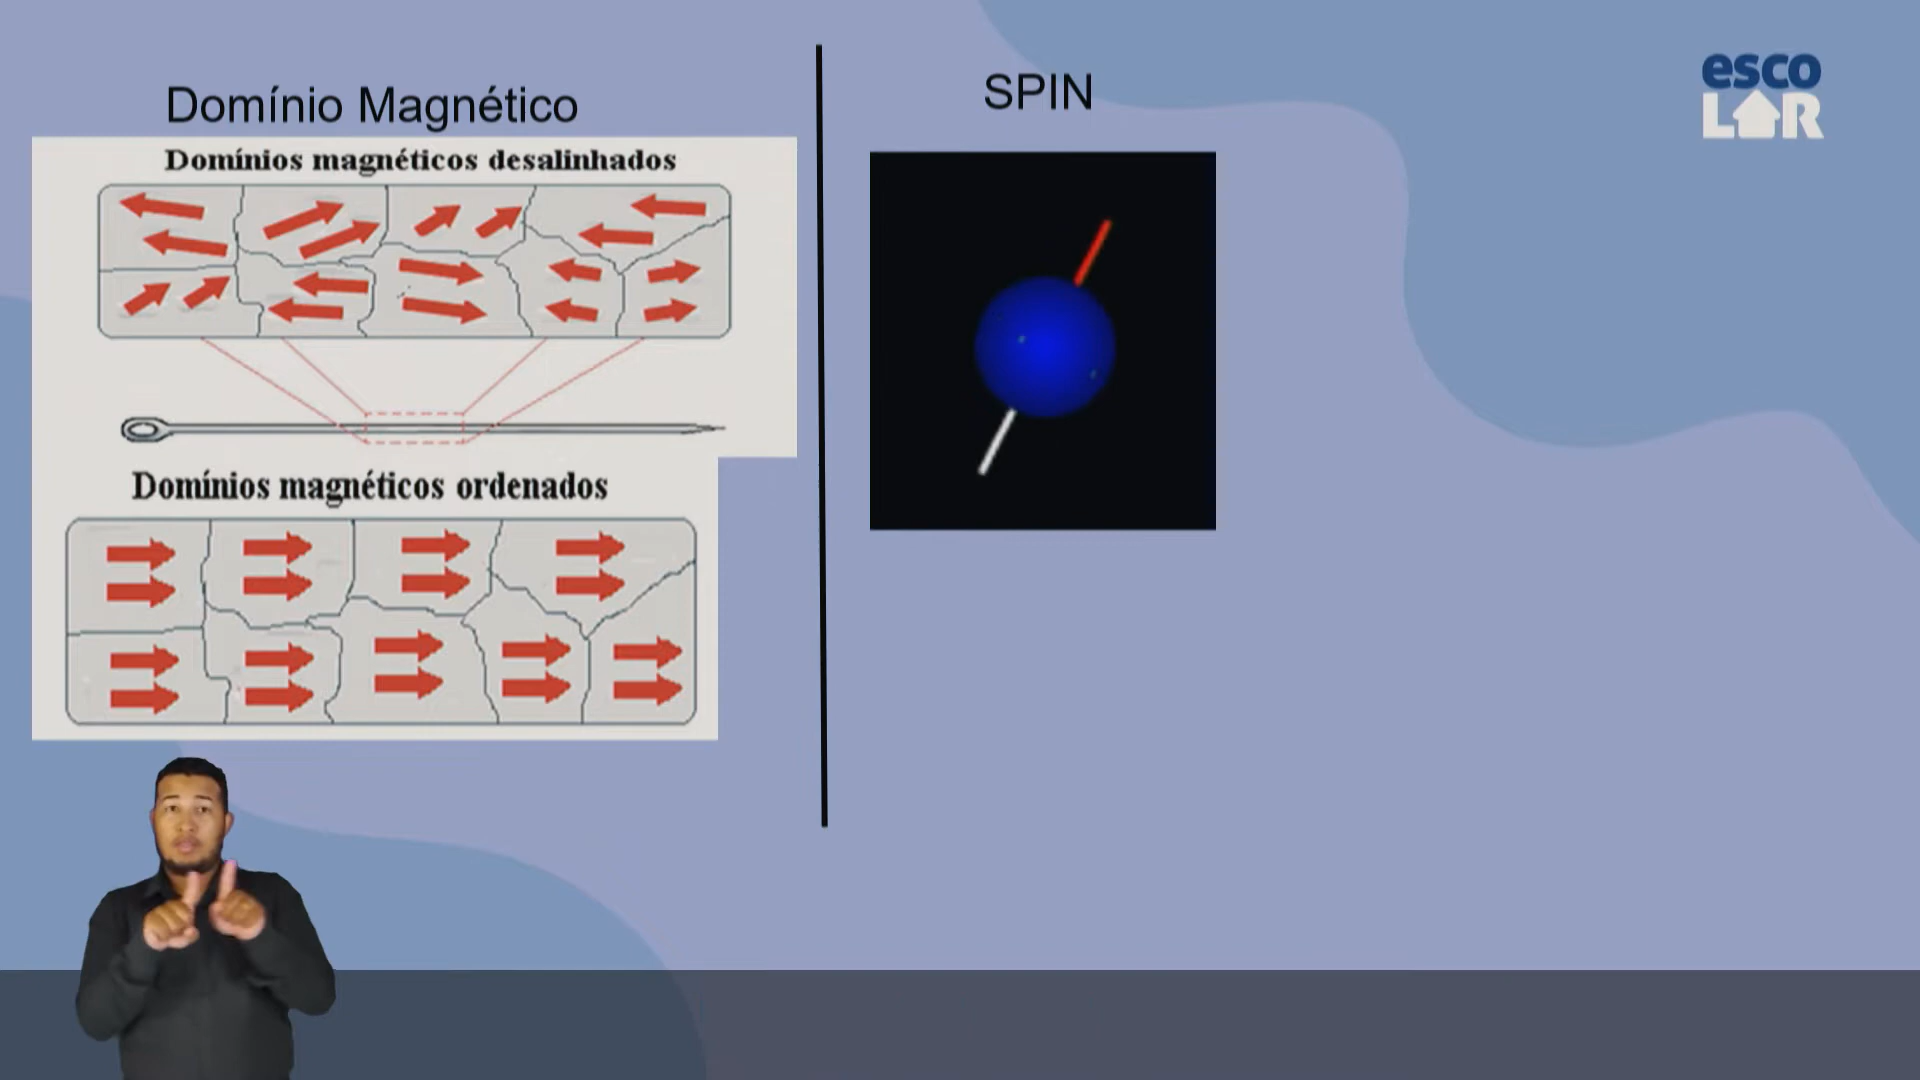 Domínio Magnético
Domínios magnéticos desalinhados
Domínios magnéticos ordenados
SPIN
esco
LAR